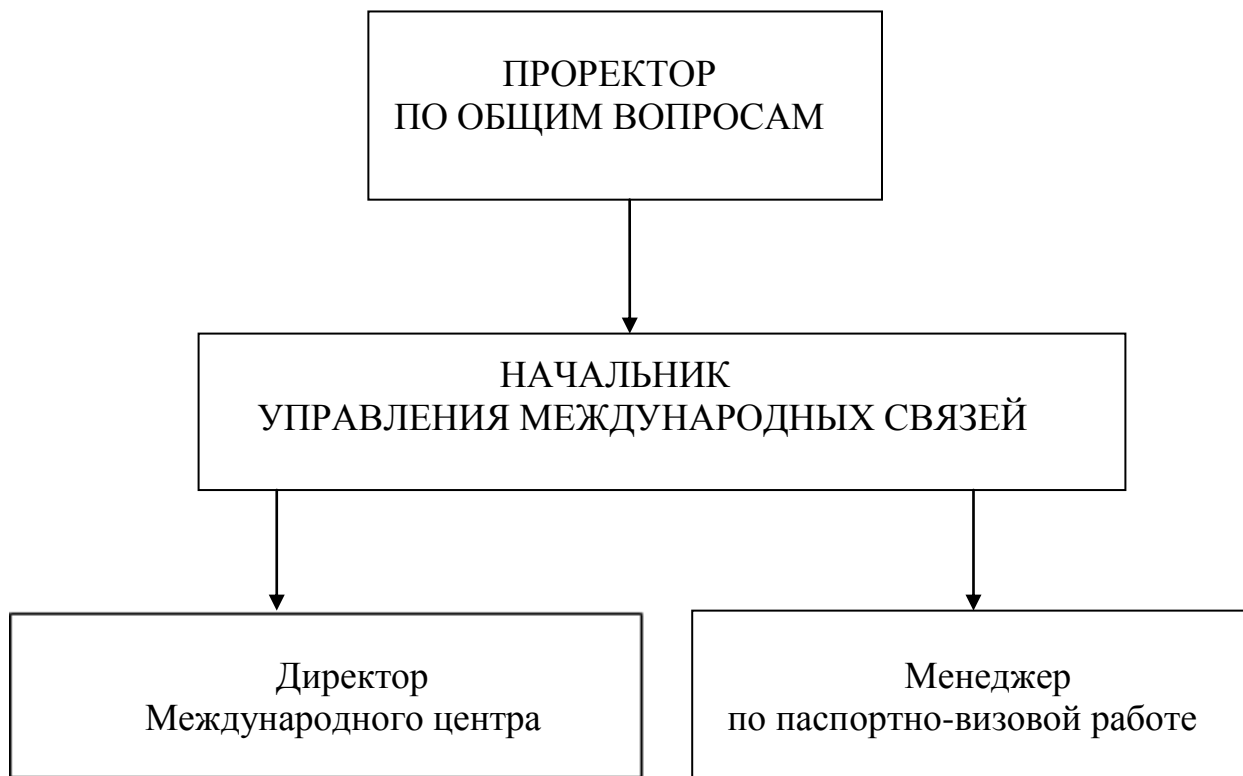 ПРОРЕКТОР
ПО ОБЩИМ ВОПРОСАМ
НАЧАЛЬНИК
УПРАВЛЕНИЯ МЕЖДУНАРОДНЫХ СВЯЗЕЙ
Директор
Международного центра
Менеджер
по паспортно-визовой работе